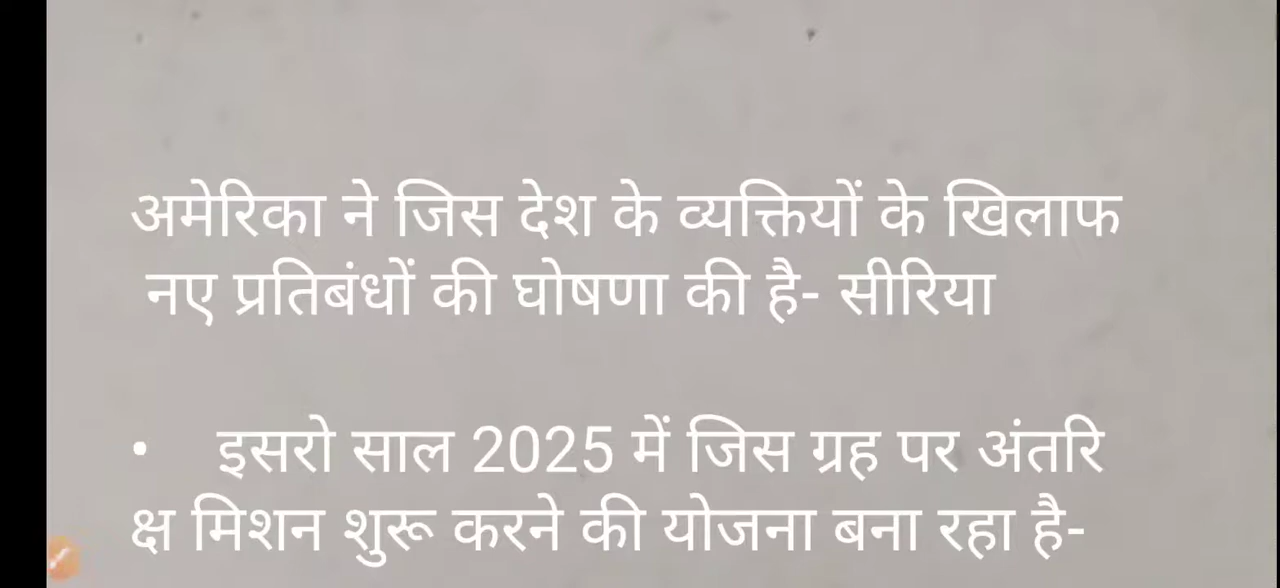 अमेरिका ने जिस देश के व्यक्तियों के खिलाफ
नए प्रतिबंधों की घोषणा की है- सीरिया
• इसरो साल 2025 में जिस ग्रह पर अंतरि
क्ष मिशन शुरू करने की योजना बना रहा है-